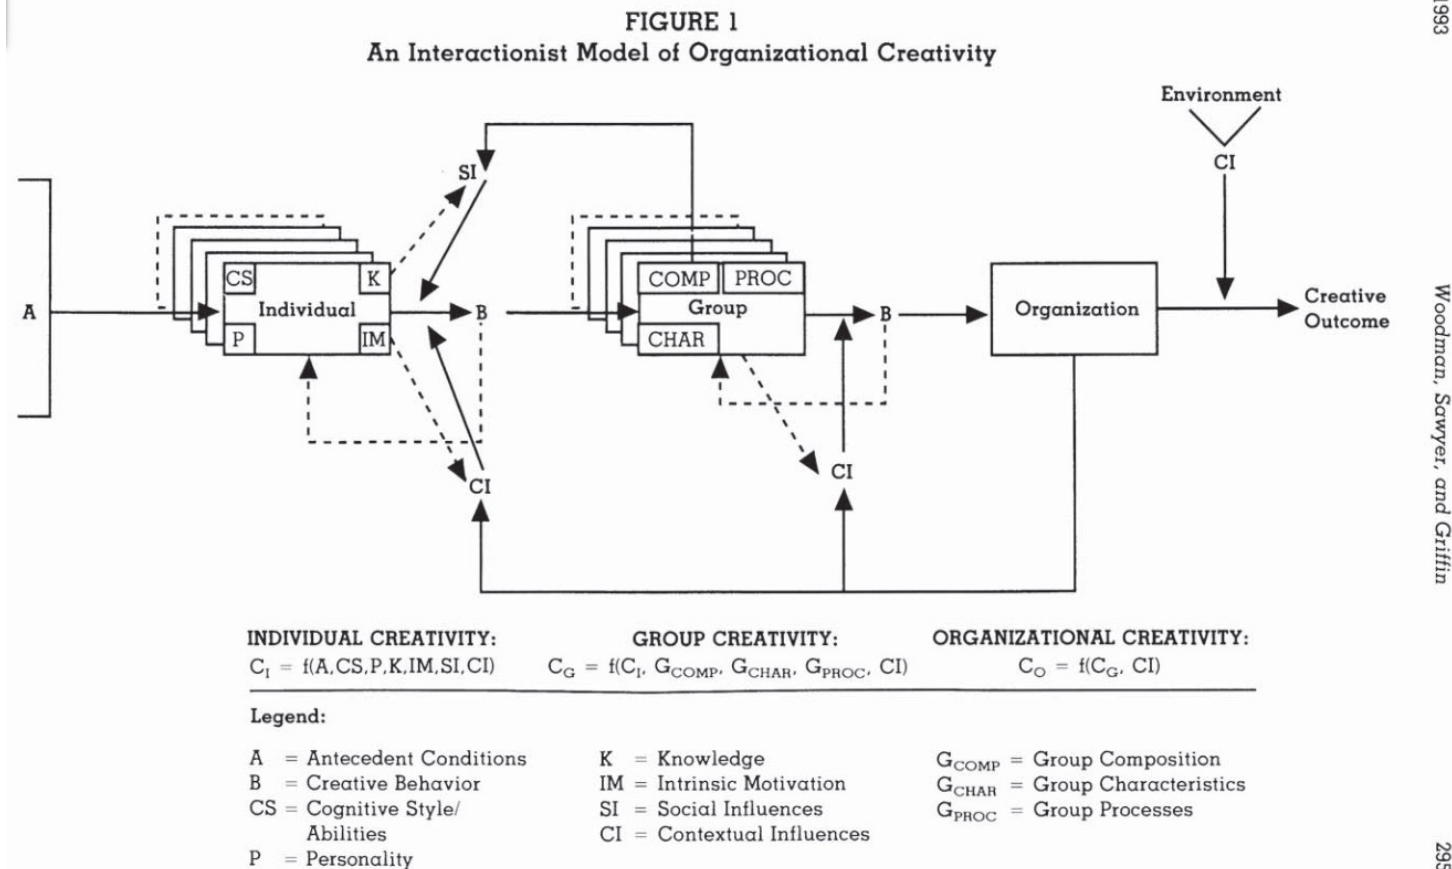 FIGURE 1
An Interactionist Model of Organizational Creativity
1993
Environment
CI
SI
CS
K
COMP
PROC
A
Individual
B
Group
B
Organization
Creative
Outcome
P
IM
CHAR
CI
CI
Woodman, Sawyer, and Griffin
INDIVIDUAL CREATIVITY:
C_I = f(A,CS,P,K,IM,SI,CI)
GROUP CREATIVITY:
C_G = f(C_I, G_COMP, G_CHAR, G_PROC, CI)
ORGANIZATIONAL CREATIVITY:
C_O = f(C_G, CI)
Legend:
A = Antecedent Conditions
B = Creative Behavior
CS = Cognitive Style/
Abilities
P = Personality
K = Knowledge
IM = Intrinsic Motivation
SI = Social Influences
CI = Contextual Influences
G_COMP = Group Composition
G_CHAR = Group Characteristics
G_PROC = Group Processes
295